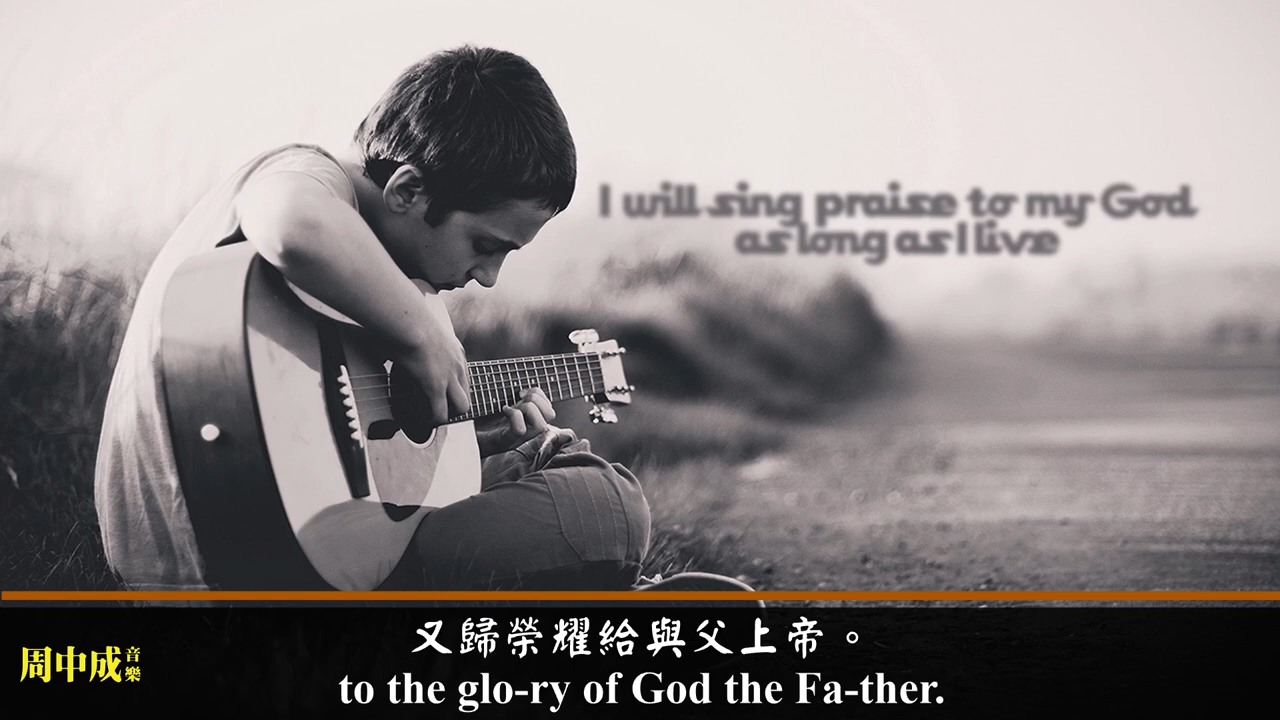 I will sing praise to my God
as long as I live
又歸榮耀給與父上帝。
周中成音樂
to the glo-ry of God the Fa-ther.